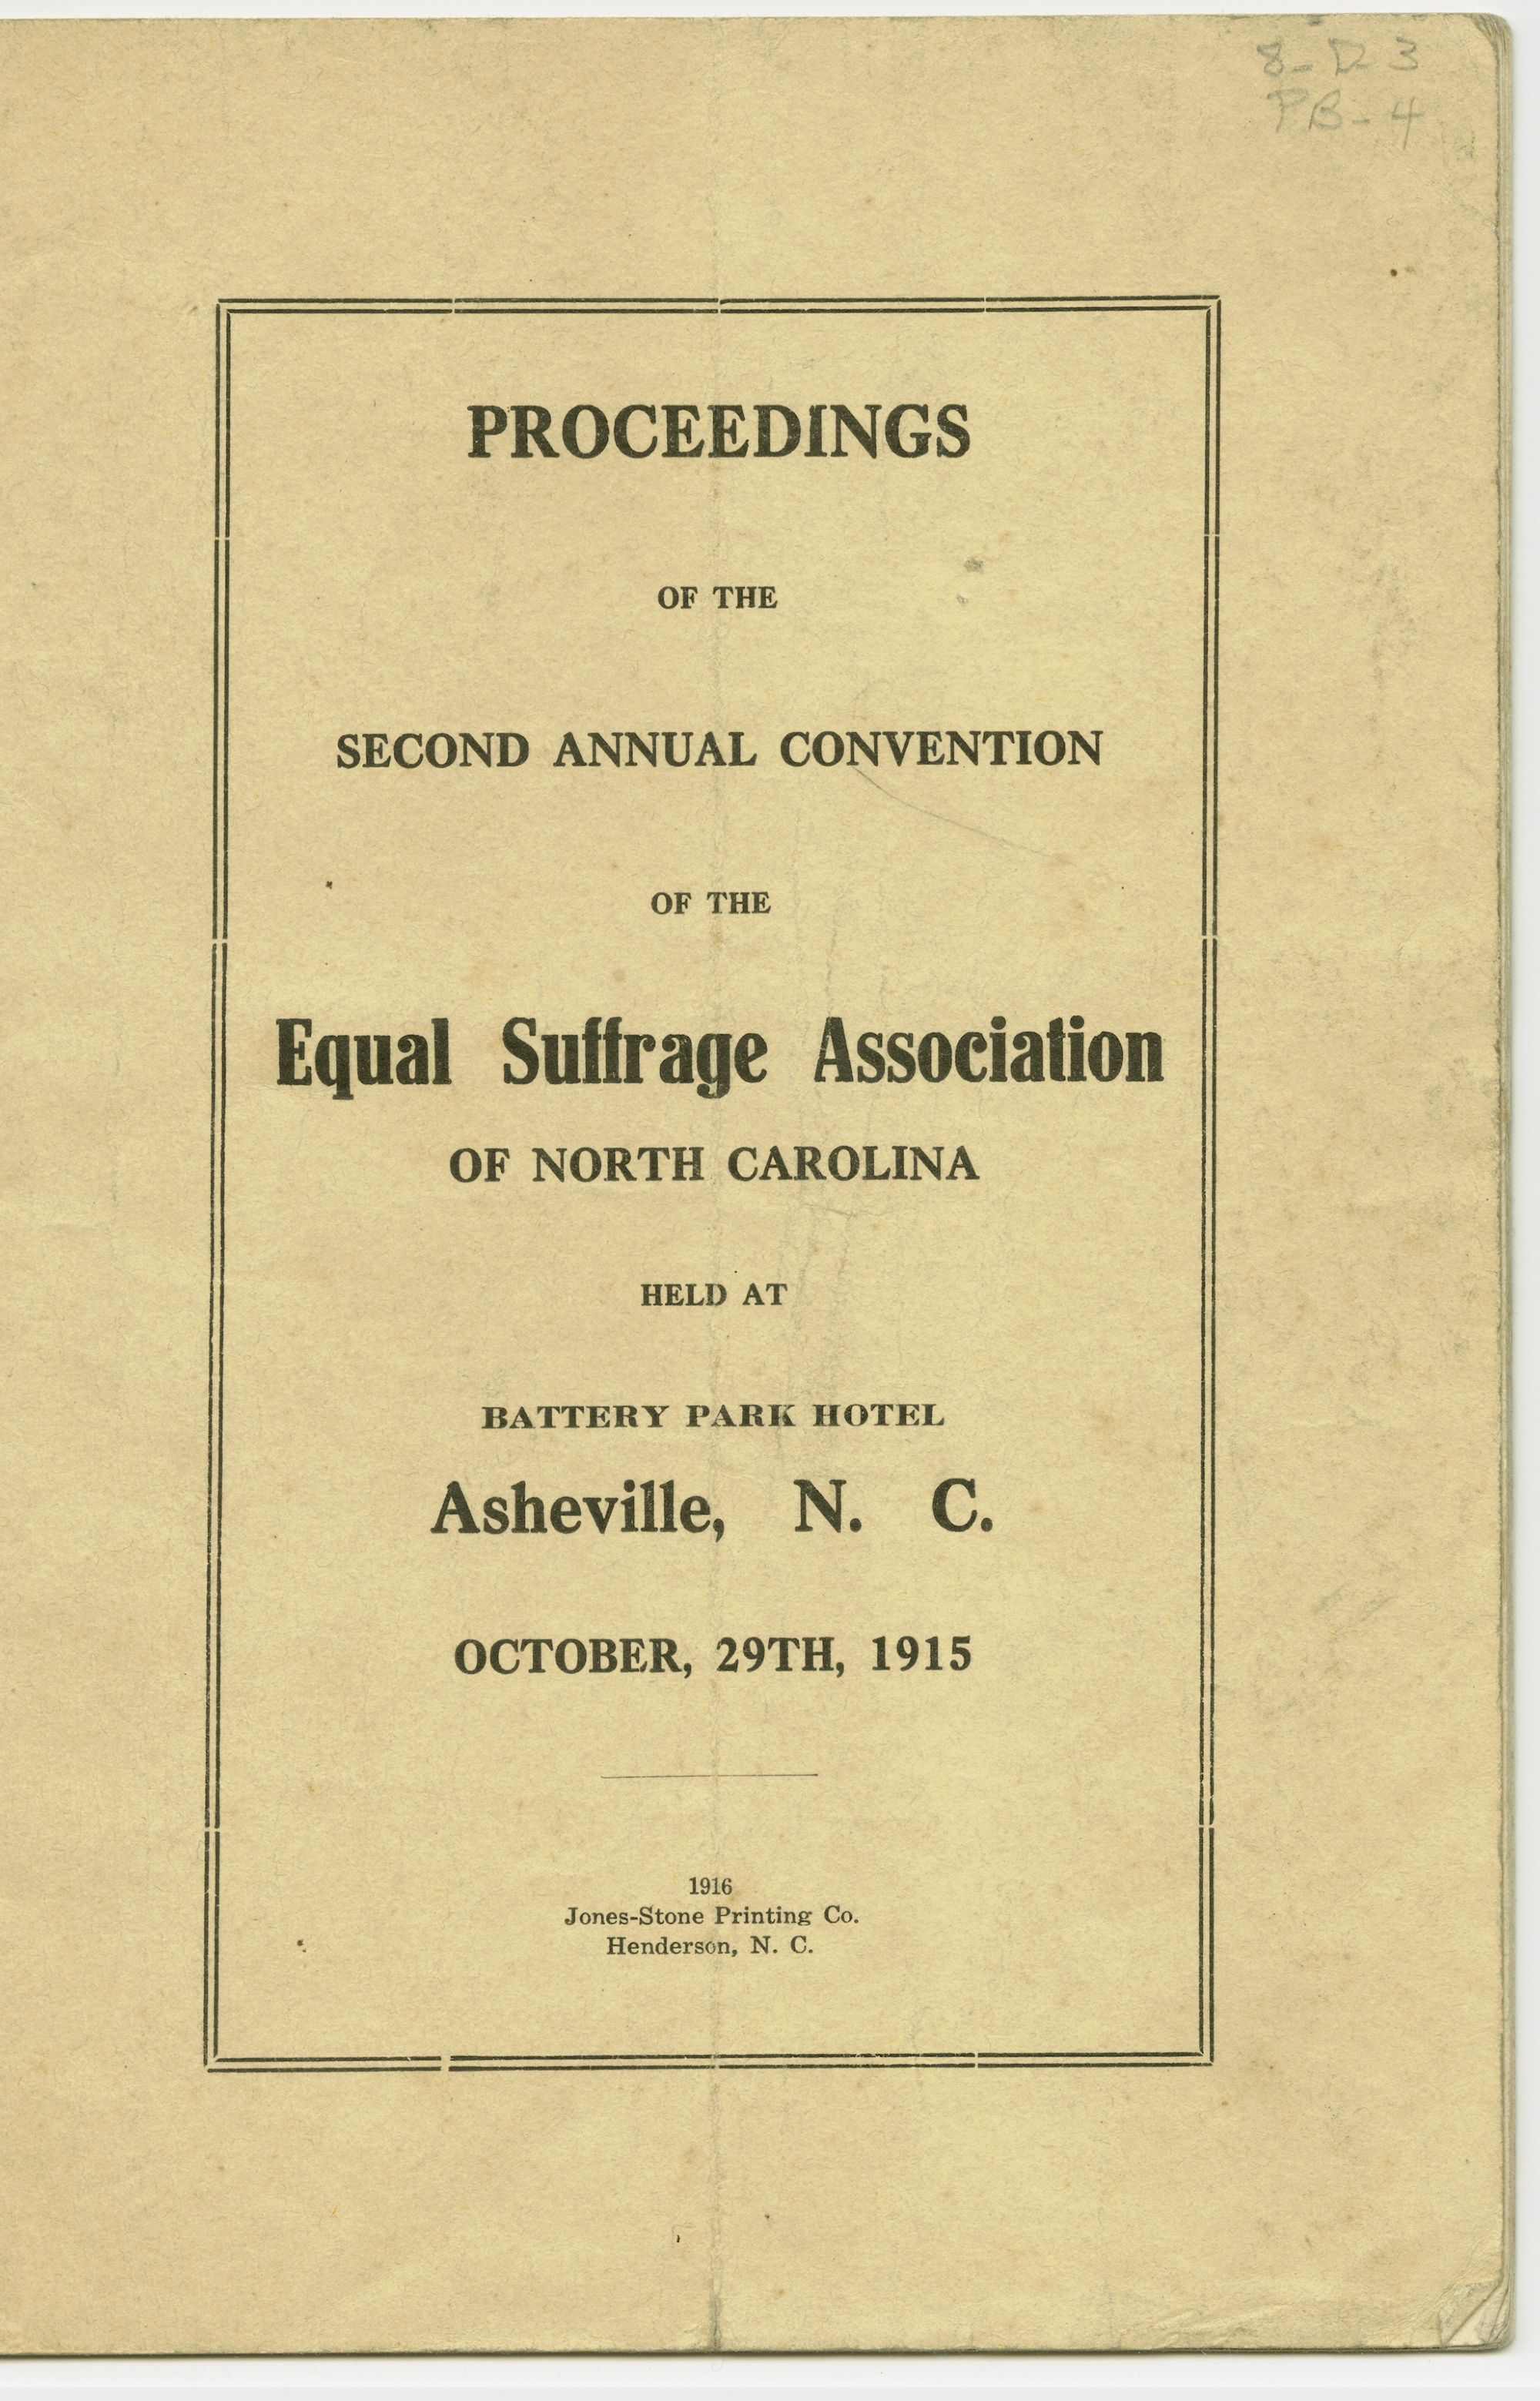 8-D 3
PB-4
PROCEEDINGS
OF THE
SECOND ANNUAL CONVENTION
OF THE
Equal Suffrage Association
OF NORTH CAROLINA
HELD AT
BATTERY PARK HOTEL
Asheville, N. C.
OCTOBER, 29TH, 1915
1916
Jones-Stone Printing Co.
Henderson, N. C.